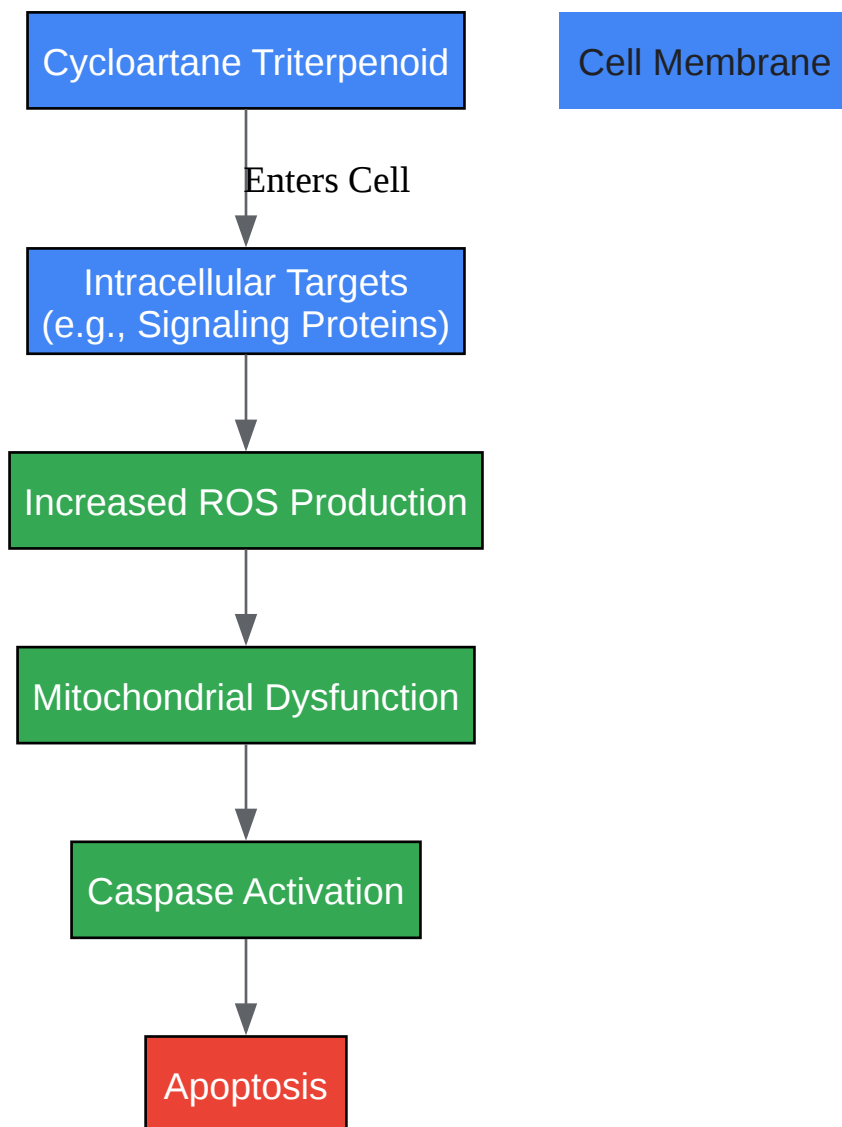 Cycloartane Triterpenoid
Cell Membrane
Enters Cell
Intracellular Targets
(e.g., Signaling Proteins)
Increased ROS Production
Mitochondrial Dysfunction
Caspase Activation
Apoptosis